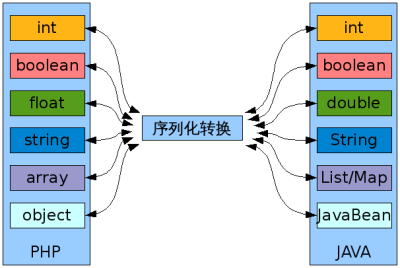 int
boolean
float
string
array
object
PHP
序列化转换
int
boolean
double
String
List/Map
JavaBean
JAVA